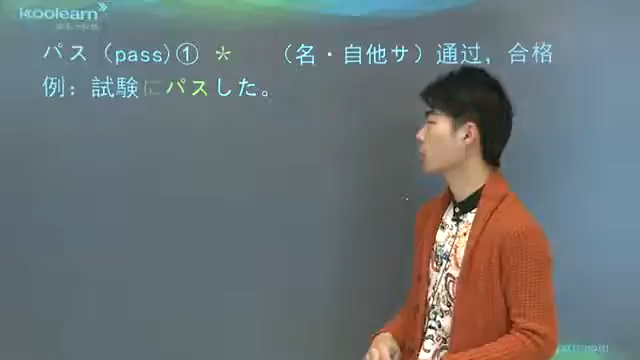 koolearn
パス（pass)① ＊ （名・自他サ）通过，合格
例：試験にパスした。